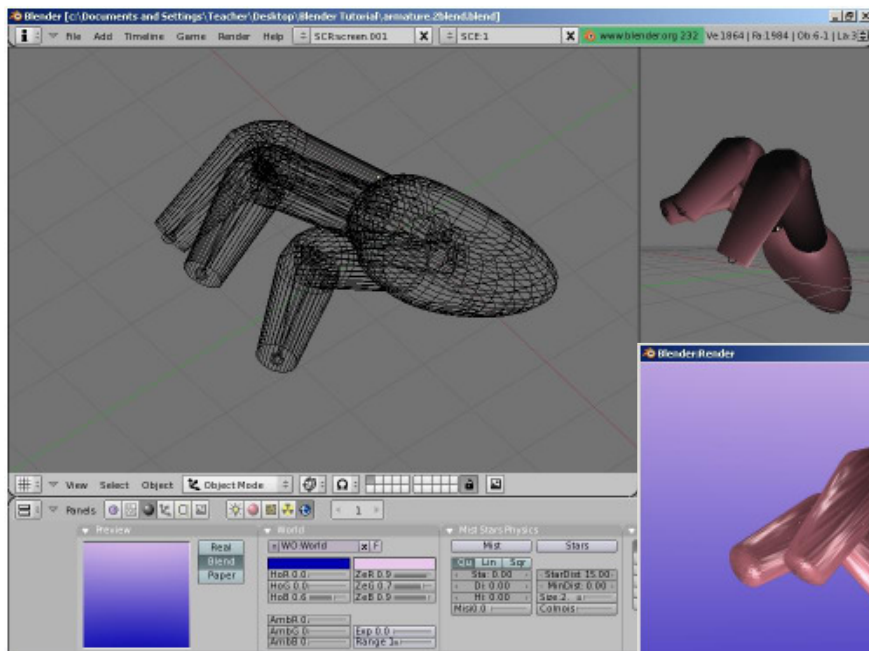 Blender [c:\Documents and Settings\Teacher\Desktop\Blender Tutorial\armature.2blend.blend]
File Add Timeline Game Render Help SCR:screen.001 X SCE:1 X www.blender.org 232 Ve:1864 | Fa:1984 | Ob:6-1 | La:3
Blender:Render
View Select Object Object Mode
Panels 1
Preview World Mist Stars Physics
Real WO:World x F Mist Stars
Blend Qu Lin Sqr
Paper HoR 0.0 ZeR 0.9 Sta: 0.00 StarDist 15.00
HoG 0.0 ZeG 0.7 Di: 0.00 MinDist: 0.00
HoB 0.6 ZeB 0.9 Hi: 0.00 Size:2.
Misi0.0 Colnois
AmbR 0.
AmbG 0. Exp 0.0
AmbB 0. Range 1